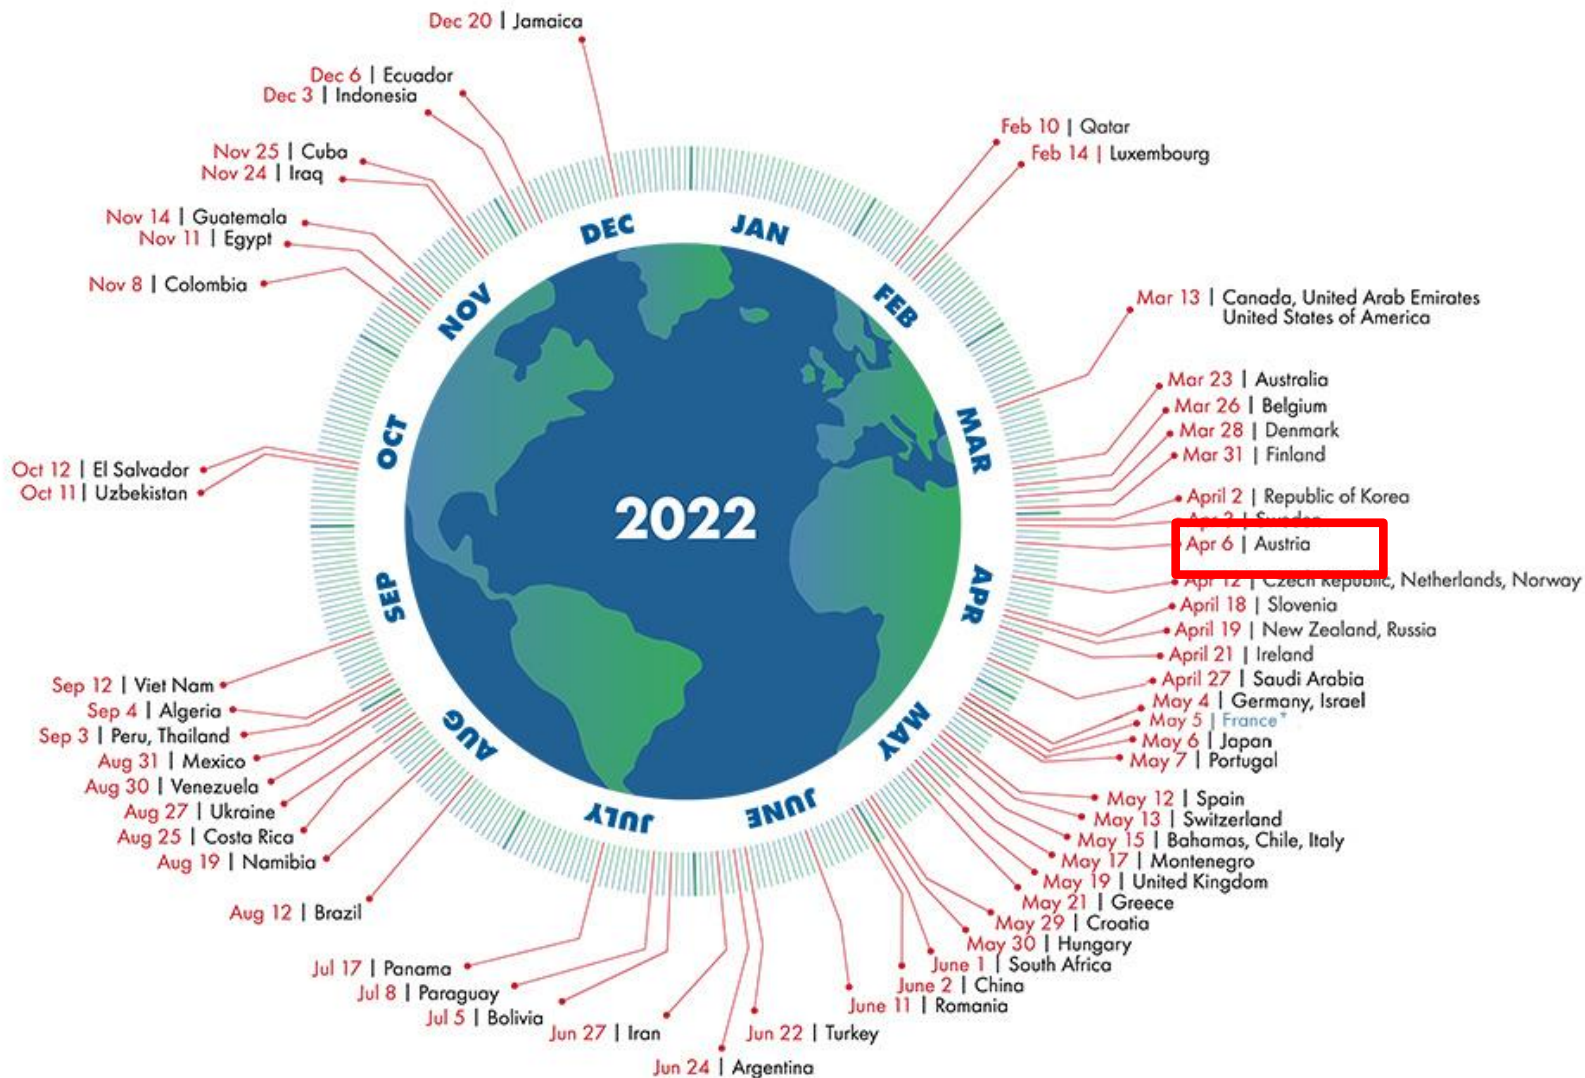 Dec 20 | Jamaica
Dec 6 | Ecuador
Dec 3 | Indonesia
Nov 25 | Cuba
Nov 24 | Iraq
Nov 14 | Guatemala
Nov 11 | Egypt
Nov 8 | Colombia
Oct 12 | El Salvador
Oct 11 | Uzbekistan
Sep 12 | Viet Nam
Sep 4 | Algeria
Sep 3 | Peru, Thailand
Aug 31 | Mexico
Aug 30 | Venezuela
Aug 27 | Ukraine
Aug 25 | Costa Rica
Aug 19 | Namibia
Aug 12 | Brazil
Jul 17 | Panama
Jul 8 | Paraguay
Jul 5 | Bolivia
Jun 27 | Iran
Jun 24 | Argentina
Jun 22 | Turkey
Feb 10 | Qatar
Feb 14 | Luxembourg
Mar 13 | Canada, United Arab Emirates
United States of America
Mar 23 | Australia
Mar 26 | Belgium
Mar 28 | Denmark
Mar 31 | Finland
April 2 | Republic of Korea
Apr 3 | Sweden
Apr 6 | Austria
Apr 12 | Czech Republic, Netherlands, Norway
April 18 | Slovenia
April 19 | New Zealand, Russia
April 21 | Ireland
April 27 | Saudi Arabia
May 4 | Germany, Israel
May 5 | France*
May 6 | Japan
May 7 | Portugal
May 12 | Spain
May 13 | Switzerland
May 15 | Bahamas, Chile, Italy
May 17 | Montenegro
May 19 | United Kingdom
May 21 | Greece
May 29 | Croatia
May 30 | Hungary
June 1 | South Africa
June 2 | China
June 11 | Romania
JAN
FEB
MAR
APR
MAY
JUNE
JULY
AUG
SEP
OCT
NOV
DEC
2022